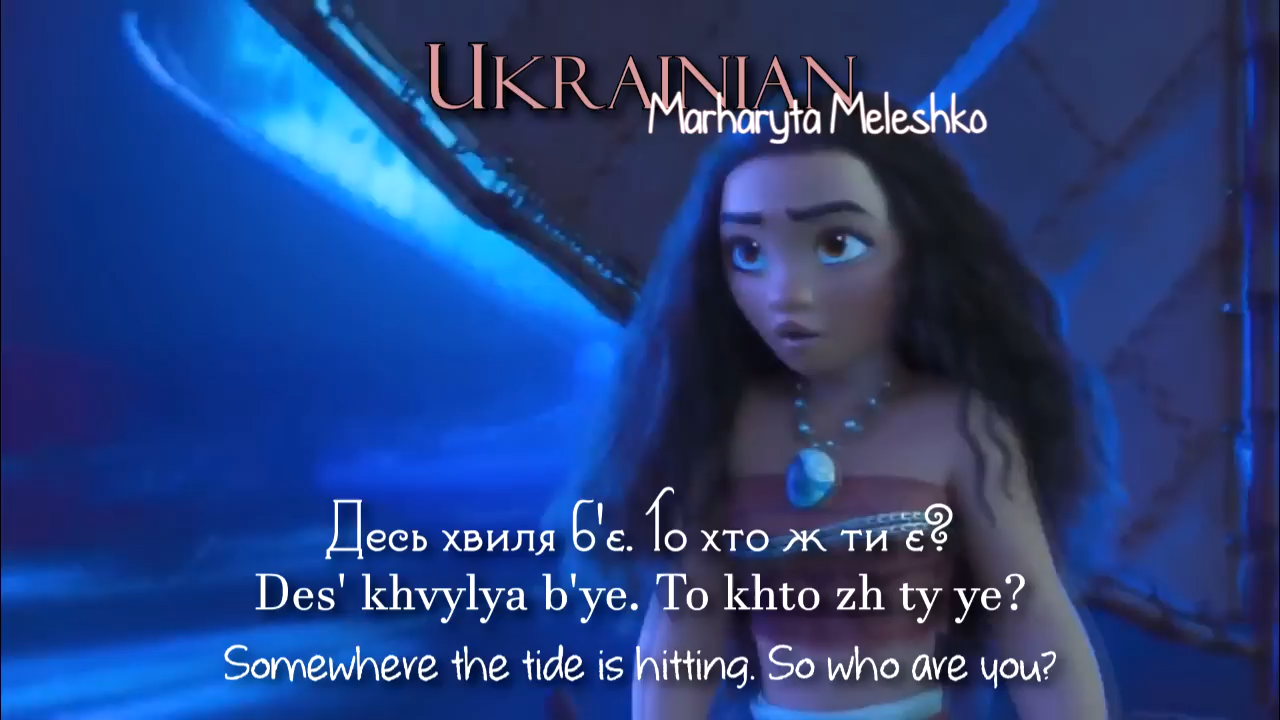 UKRAINIAN
Marharyta Meleshko
Десь хвиля б'є. То хто ж ти є?
Des' khvylya b'ye. To khto zh ty ye?
Somewhere the tide is hitting. So who are you?